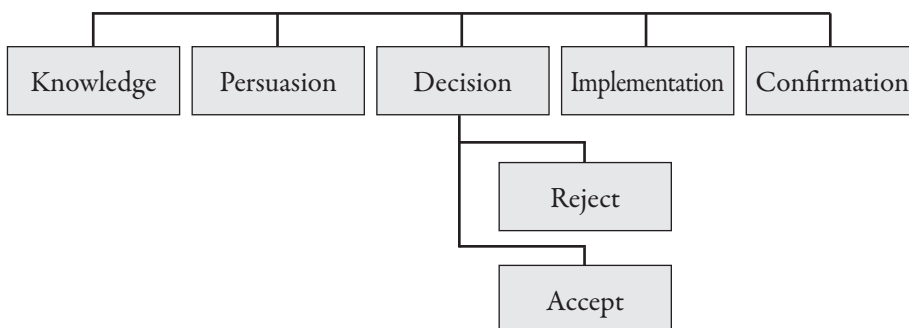 Knowledge
Persuasion
Decision
Implementation
Confirmation
Reject
Accept